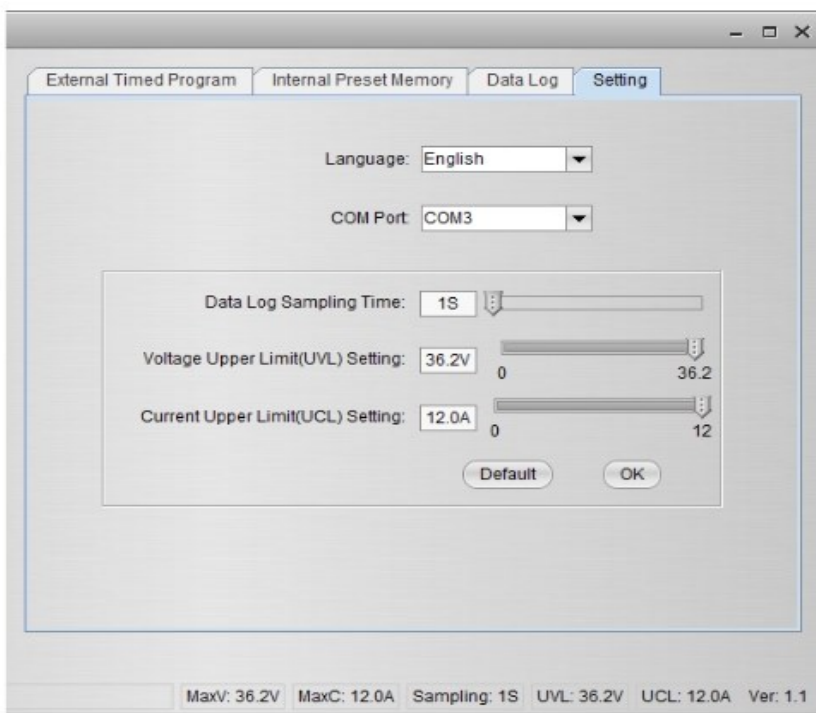 External Timed Program Internal Preset Memory Data Log Setting
Language: English
COM Port: COM3
Data Log Sampling Time: 1S
Voltage Upper Limit(UVL) Setting: 36.2V
0 36.2
Current Upper Limit(UCL) Setting: 12.0A
0 12
Default OK
MaxV: 36.2V MaxC: 12.0A Sampling: 1S UVL: 36.2V UCL: 12.0A Ver: 1.1